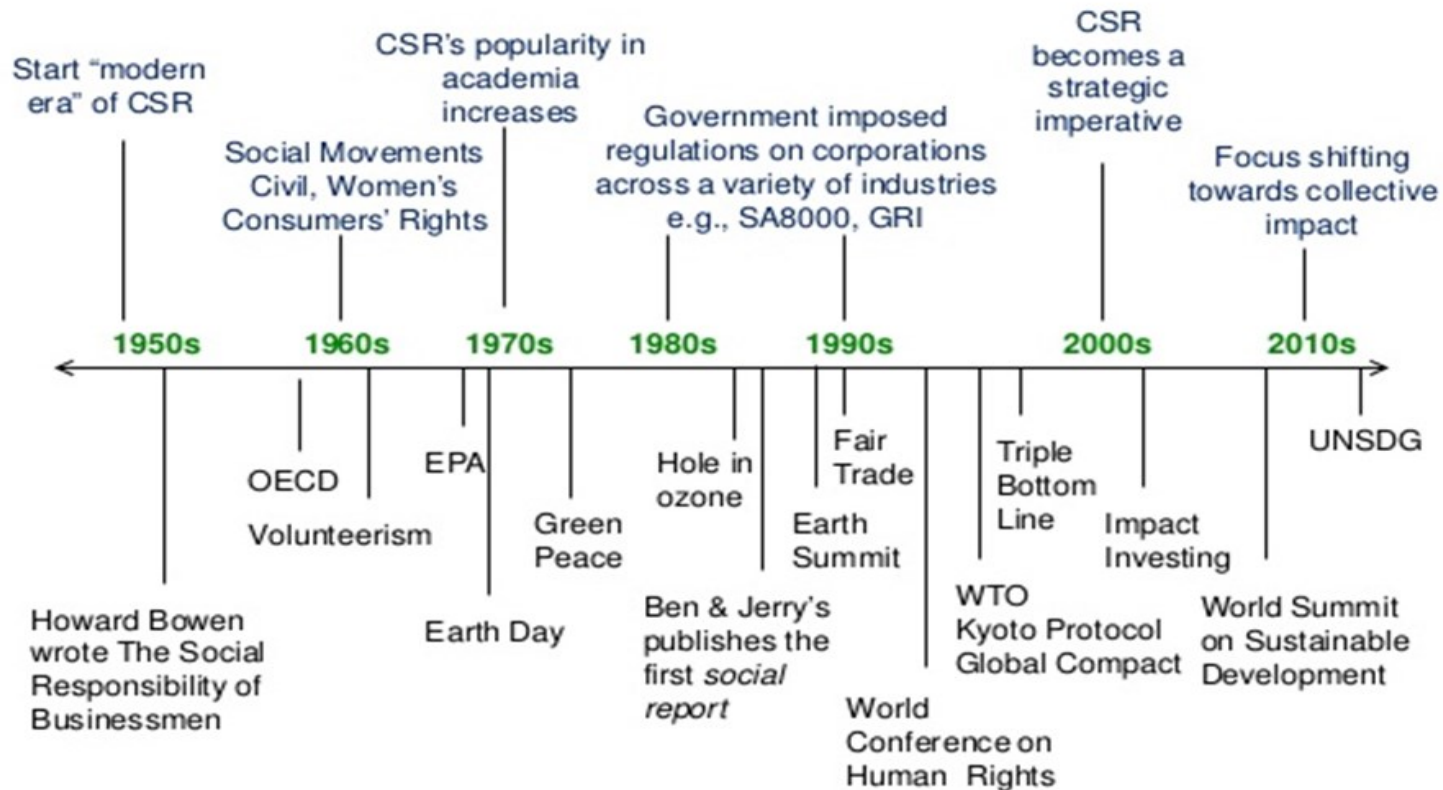 Start “modern
era” of CSR
CSR’s popularity in
academia
increases
CSR
becomes a
strategic
imperative
Social Movements
Civil, Women’s
Consumers’ Rights
Government imposed
regulations on corporations
across a variety of industries
e.g., SA8000, GRI
Focus shifting
towards collective
impact
1950s 1960s 1970s 1980s 1990s 2000s 2010s
OECD
Volunteerism
EPA
Green
Peace
Hole in
ozone
Fair
Trade
Earth
Summit
Triple
Bottom
Line
Impact
Investing
UNSDG
Howard Bowen
wrote The Social
Responsibility of
Businessmen
Earth Day
Ben & Jerry’s
publishes the
first social
report
World
Conference on
Human Rights
WTO
Kyoto Protocol
Global Compact
World Summit
on Sustainable
Development